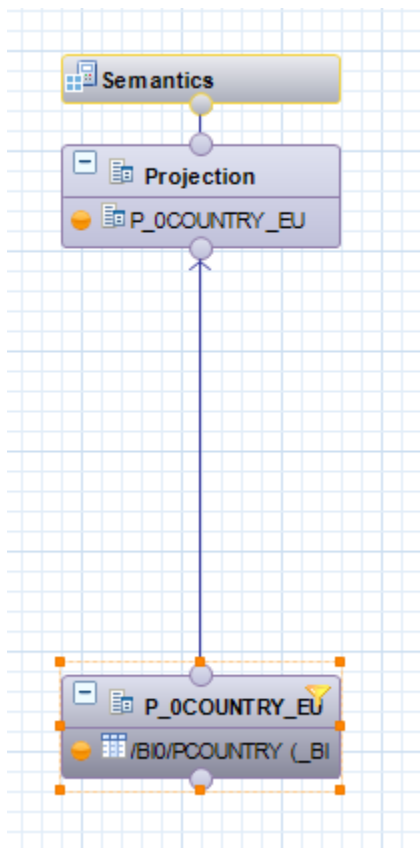 Semantics
Projection
P_0COUNTRY_EU
P_0COUNTRY_EU
/BI0/PCOUNTRY (_BI